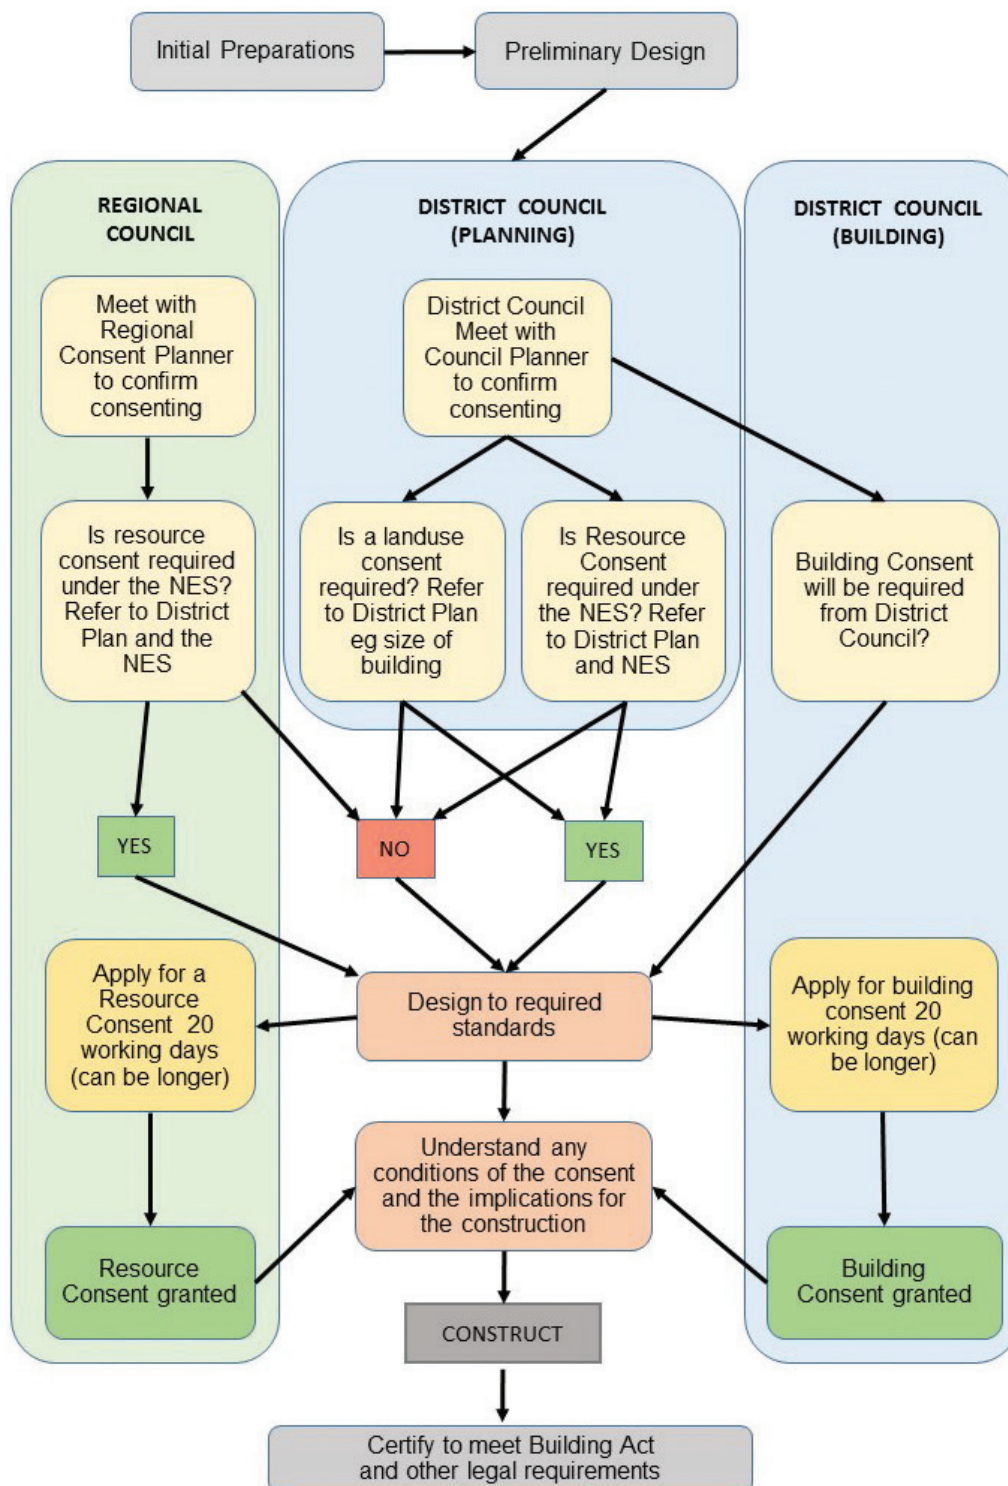 Initial Preparations
Preliminary Design
REGIONAL
COUNCIL
DISTRICT COUNCIL
(PLANNING)
DISTRICT COUNCIL
(BUILDING)
Meet with
Regional
Consent Planner
to confirm
consenting
District Council
Meet with
Council Planner
to confirm
consenting
Is resource
consent required
under the NES?
Refer to District
Plan and the
NES
Is a landuse
consent
required? Refer
to District Plan
eg size of
building
Is Resource
Consent
required under
the NES? Refer
to District Plan
and NES
Building Consent
will be required
from District
Council?
YES
NO
YES
Apply for a
Resource
Consent 20
working days
(can be longer)
Design to required
standards
Apply for building
consent 20
working days (can
be longer)
Understand any
conditions of the consent
and the implications for
the construction
Resource
Consent granted
Building
Consent granted
CONSTRUCT
Certify to meet Building Act
and other legal requirements